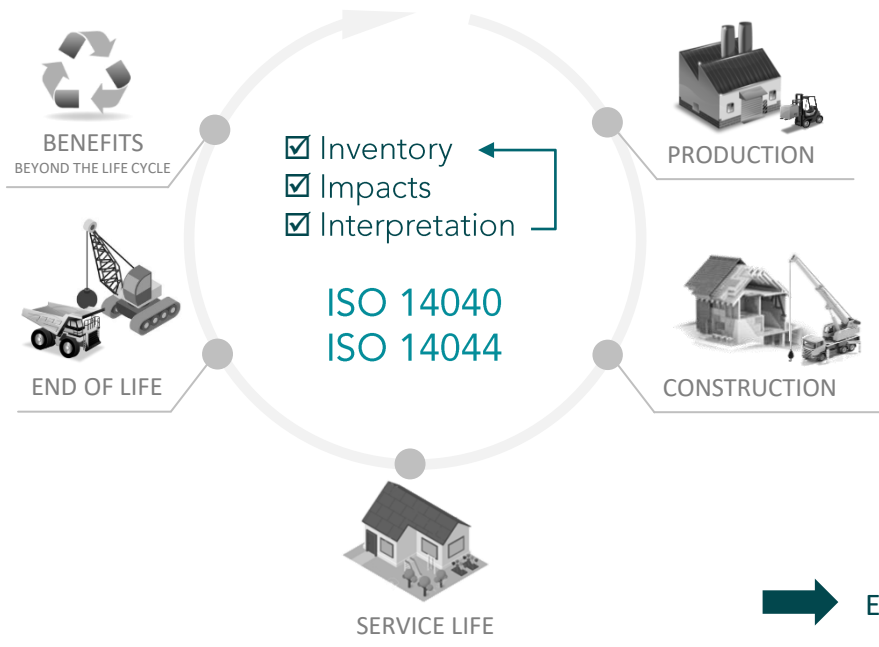 BENEFITS
BEYOND THE LIFE CYCLE
PRODUCTION
Inventory
Impacts
Interpretation
ISO 14040
ISO 14044
END OF LIFE
CONSTRUCTION
SERVICE LIFE
E